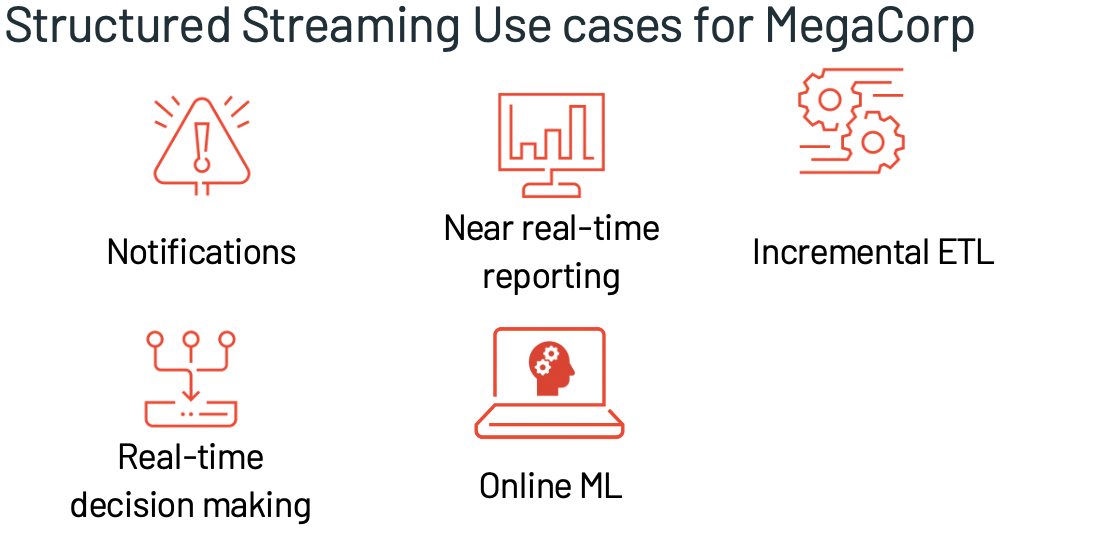 Structured Streaming Use cases for MegaCorp
Notifications
Near real-time
reporting
Incremental ETL
Real-time
decision making
Online ML